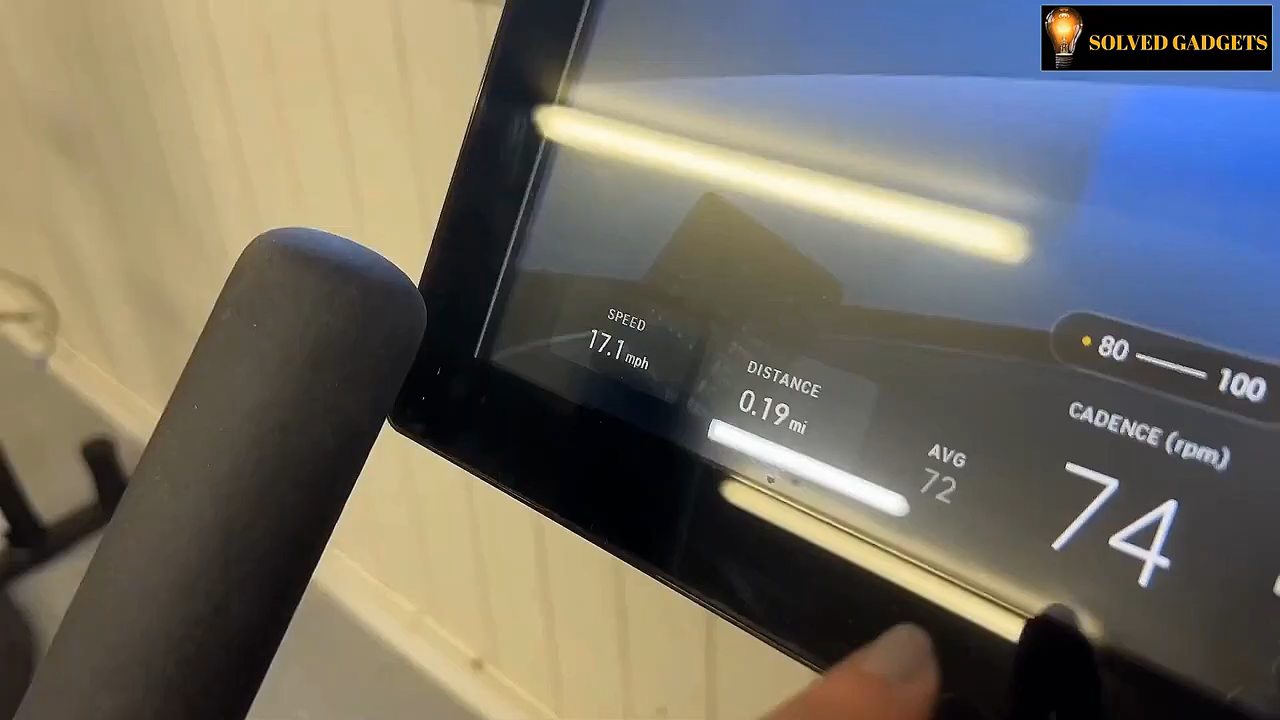 SOLVED GADGETS
SPEED
17.1 mph
DISTANCE
0.19 mi
AVG
72
80 100
CADENCE (rpm)
74